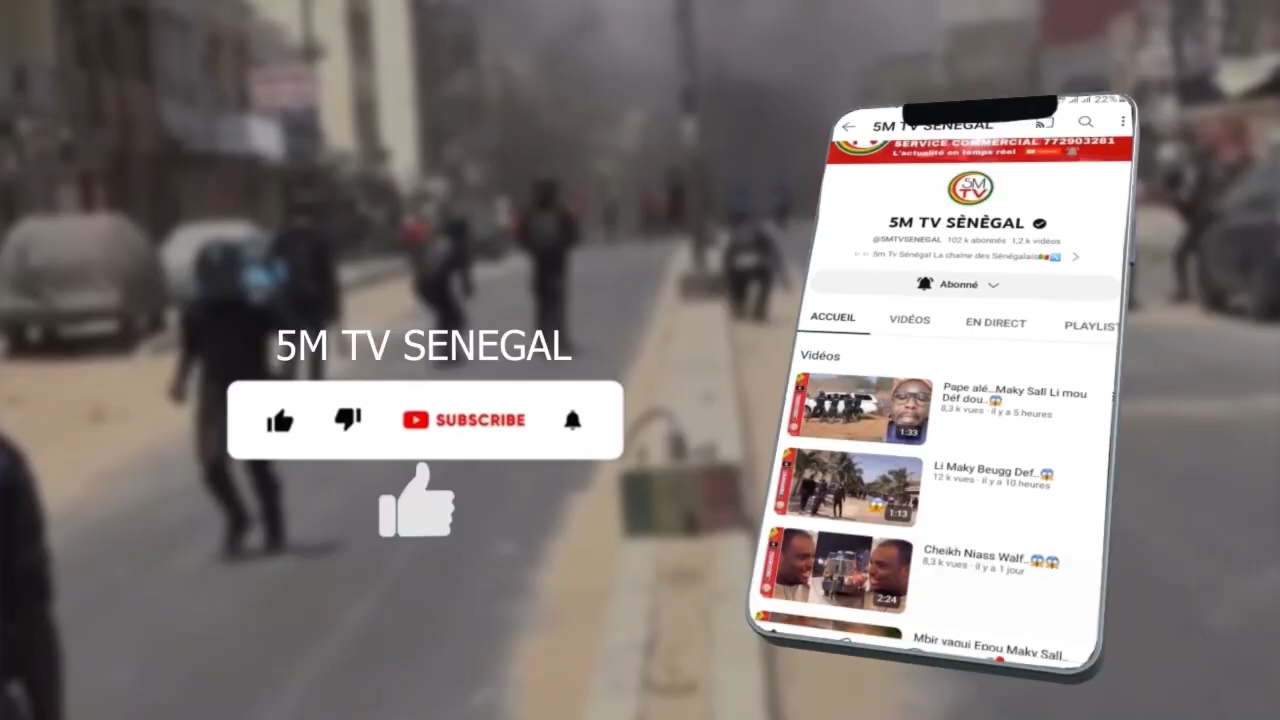 5M TV SENEGAL
SUBSCRIBE
22%
5M TV SENEGAL
SERVICE COMMERCIAL 772903281
L'actualité en temps réel
5M
TV
5M TV SÈNÈGAL
@5MTVSENEGAL 102 k abonnés 1,2 k vidéos
5m Tv Sénégal La chaîne des Sénégalais
Abonné
ACCUEIL VIDÉOS EN DIRECT PLAYLIST
Vidéos
Pape alé...Maky Sall Li mou
Déf dou..😱
8,3 k vues · il y a 5 heures
1:33
Li Maky Beugg Def..😱
12 k vues · il y a 10 heures
1:13
Cheikh Niass Walf..😱😱
8,3 k vues · il y a 1 jour
2:24
Mbir yaqui Epou Maky Sall..